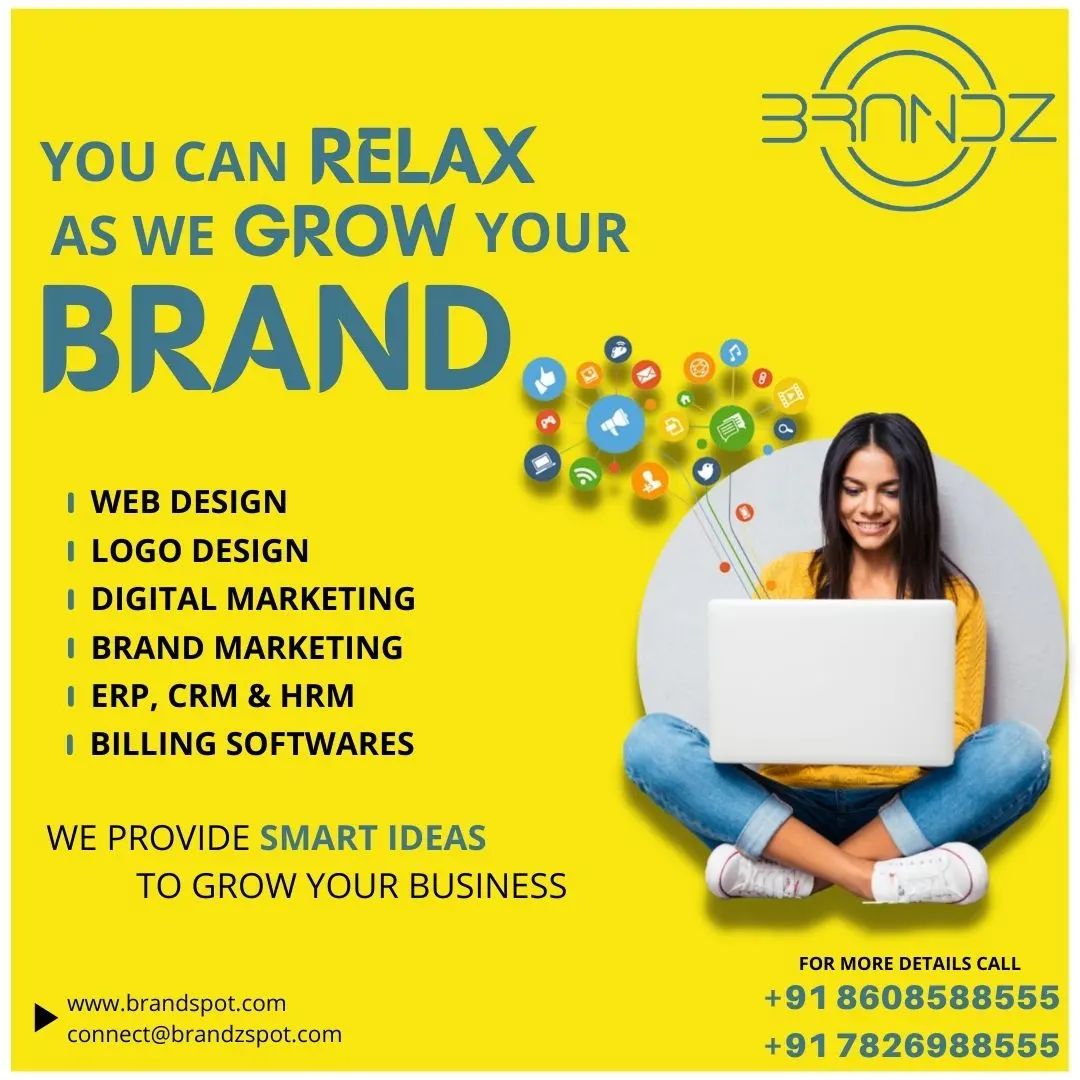 BRANDZ
YOU CAN RELAX
AS WE GROW YOUR
BRAND
WEB DESIGN
LOGO DESIGN
DIGITAL MARKETING
BRAND MARKETING
ERP, CRM & HRM
BILLING SOFTWARES
WE PROVIDE SMART IDEAS
TO GROW YOUR BUSINESS
www.brandspot.com
connect@brandzspot.com
FOR MORE DETAILS CALL
+91 8608588555
+91 7826988555